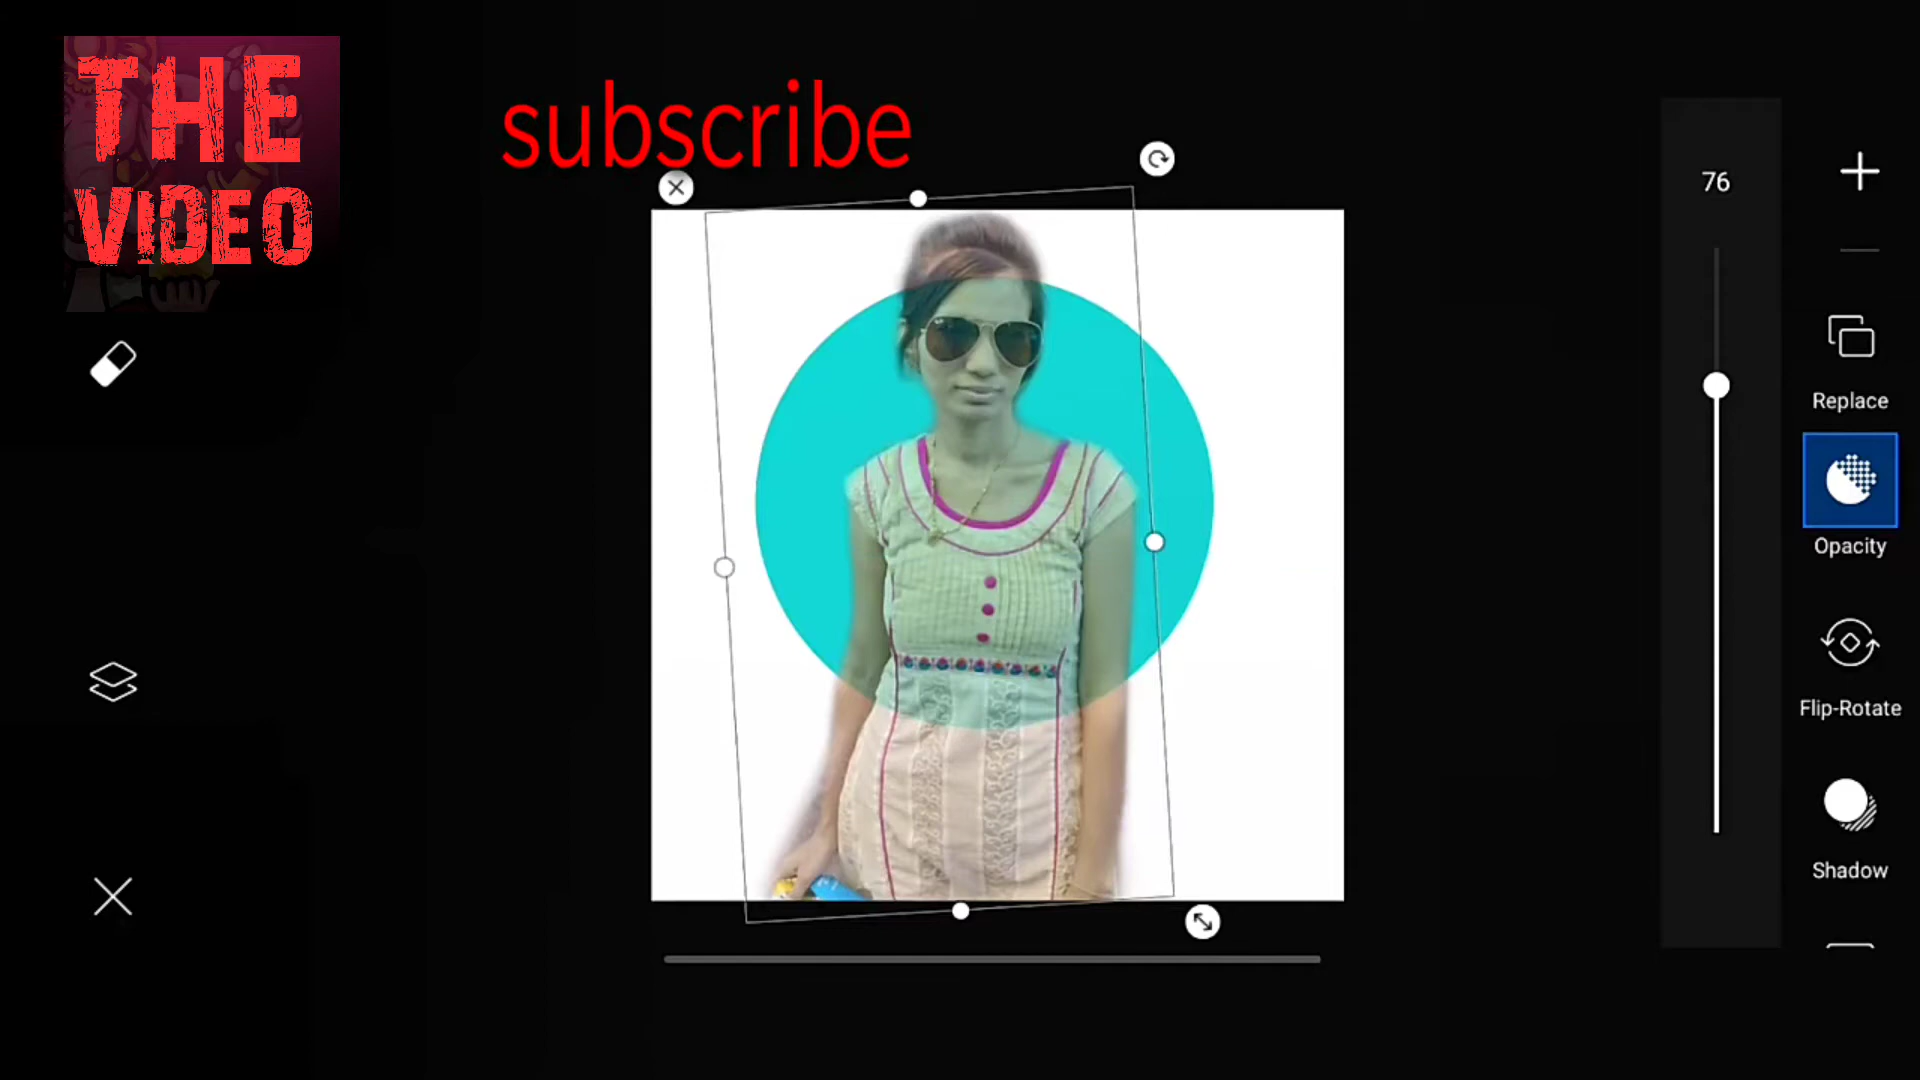 THE
VIDEO
subscribe
76
Replace
Opacity
Flip-Rotate
Shadow